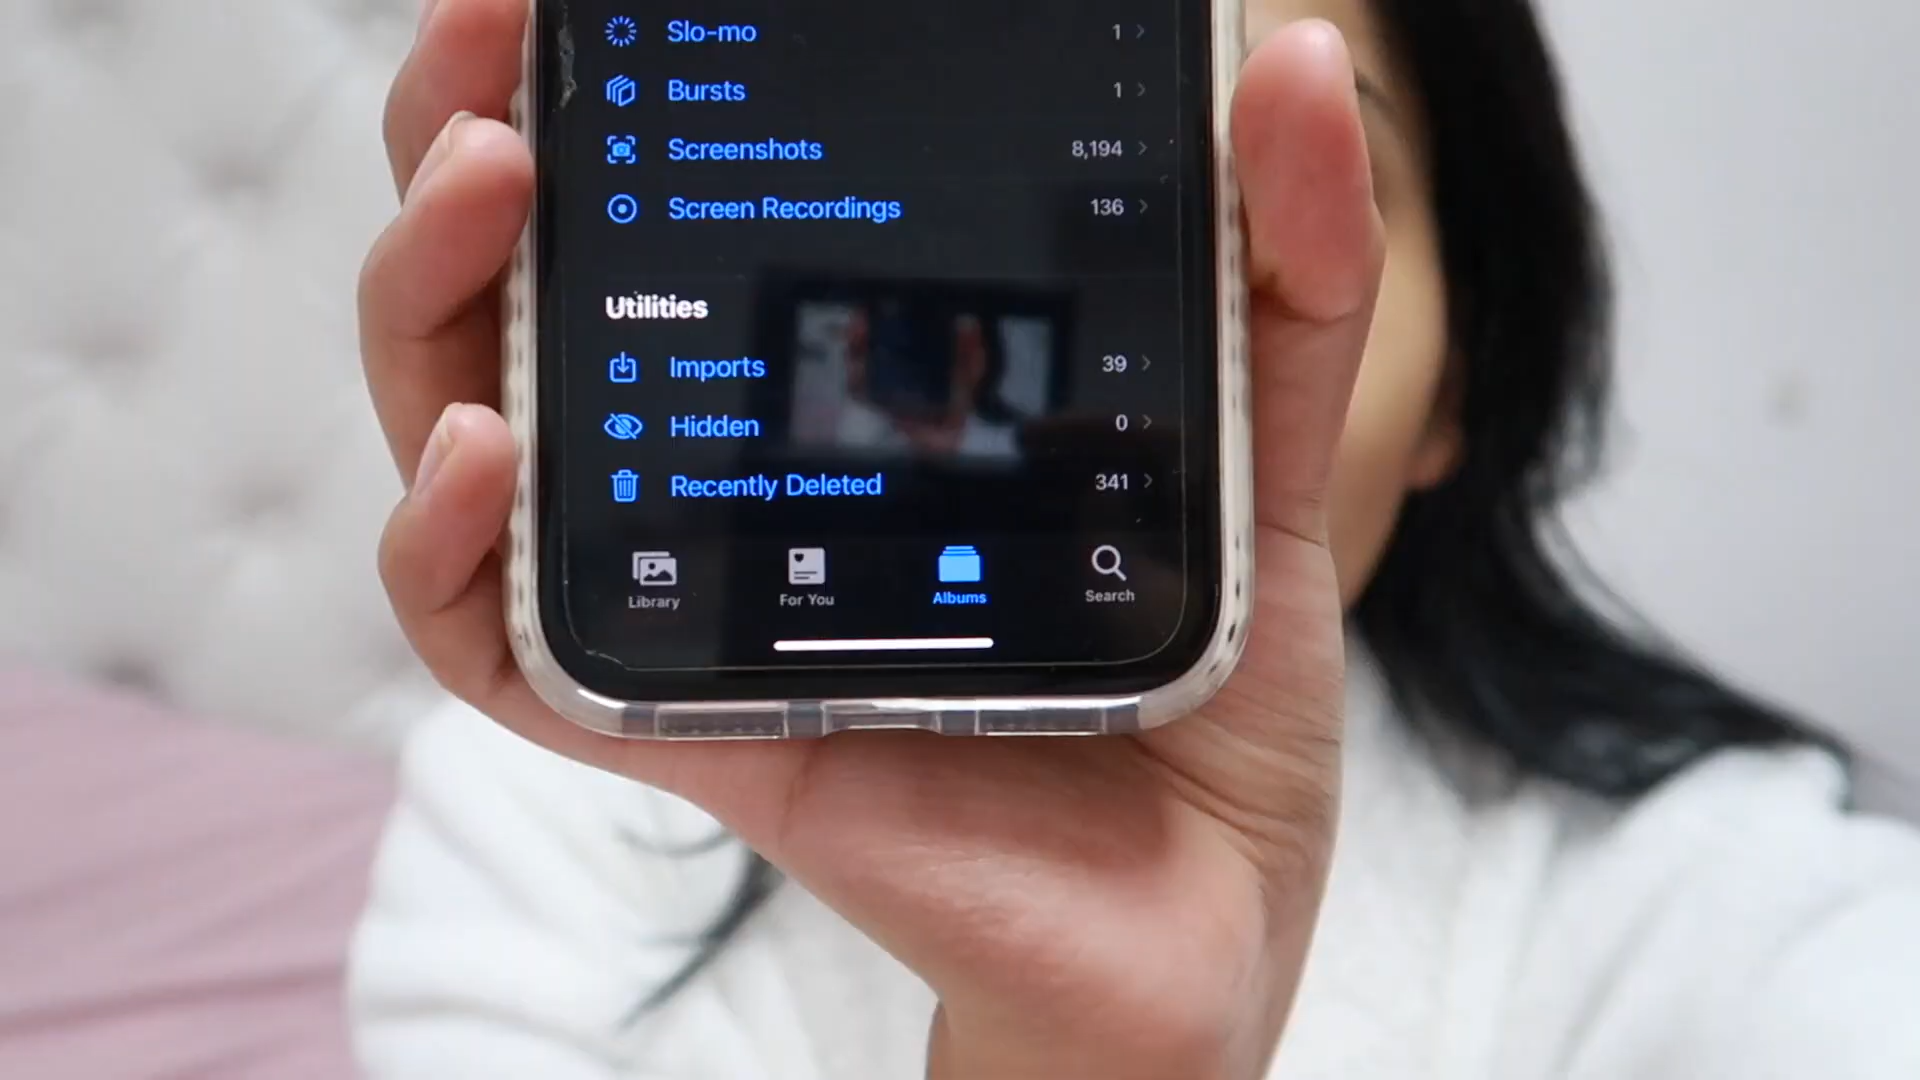 Slo-mo 1
Bursts 1
Screenshots 8,194
Screen Recordings 136
Utilities
Imports 39
Hidden 0
Recently Deleted 341
Library For You Albums Search